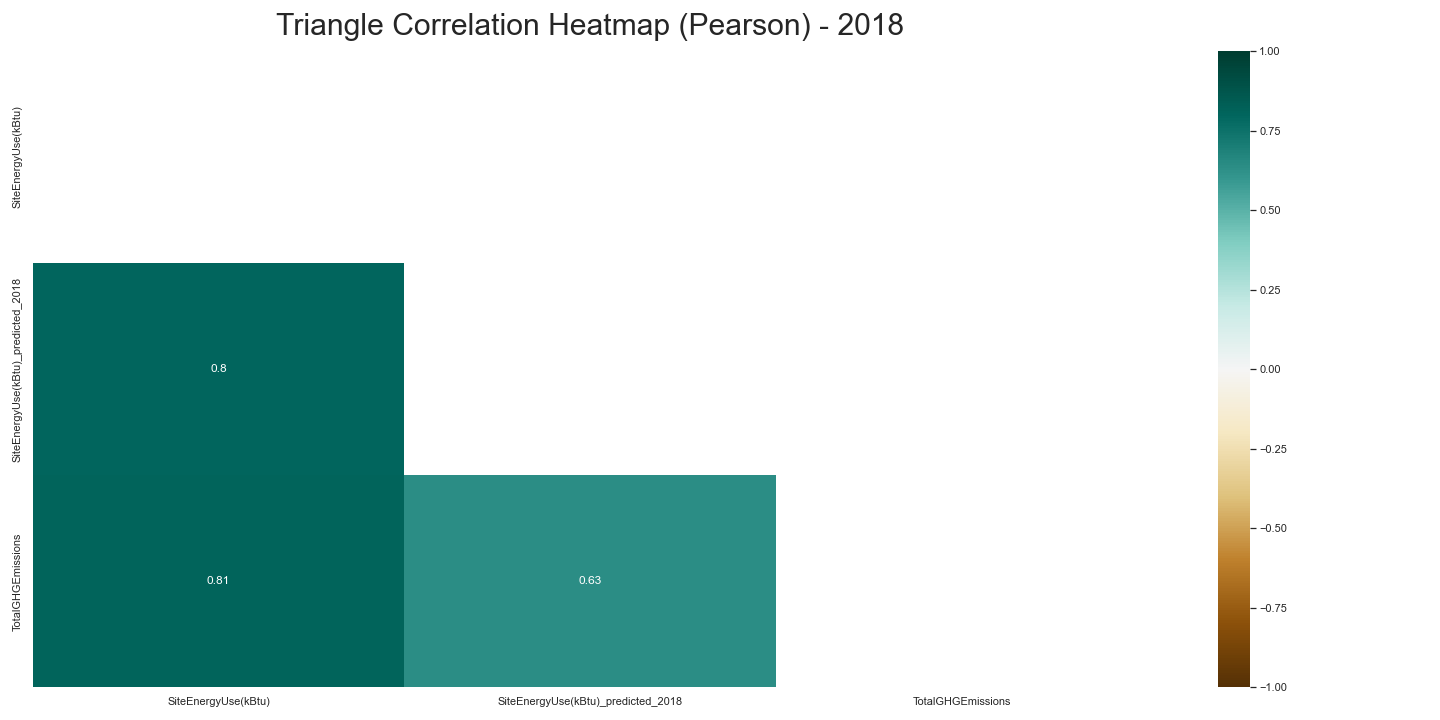 Triangle Correlation Heatmap (Pearson) - 2018
SiteEnergyUse(kBtu)
SiteEnergyUse(kBtu)_predicted_2018
TotalGHGEmissions
0.8
0.81
0.63
SiteEnergyUse(kBtu)
SiteEnergyUse(kBtu)_predicted_2018
TotalGHGEmissions
1.00
0.75
0.50
0.25
0.00
−0.25
−0.50
−0.75
−1.00